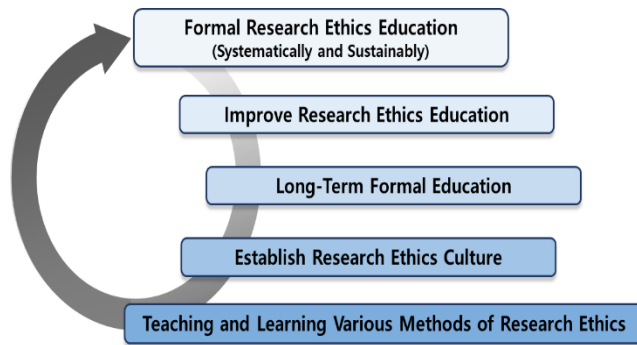 Formal Research Ethics Education
(Systematically and Sustainably)
Improve Research Ethics Education
Long-Term Formal Education
Establish Research Ethics Culture
Teaching and Learning Various Methods of Research Ethics